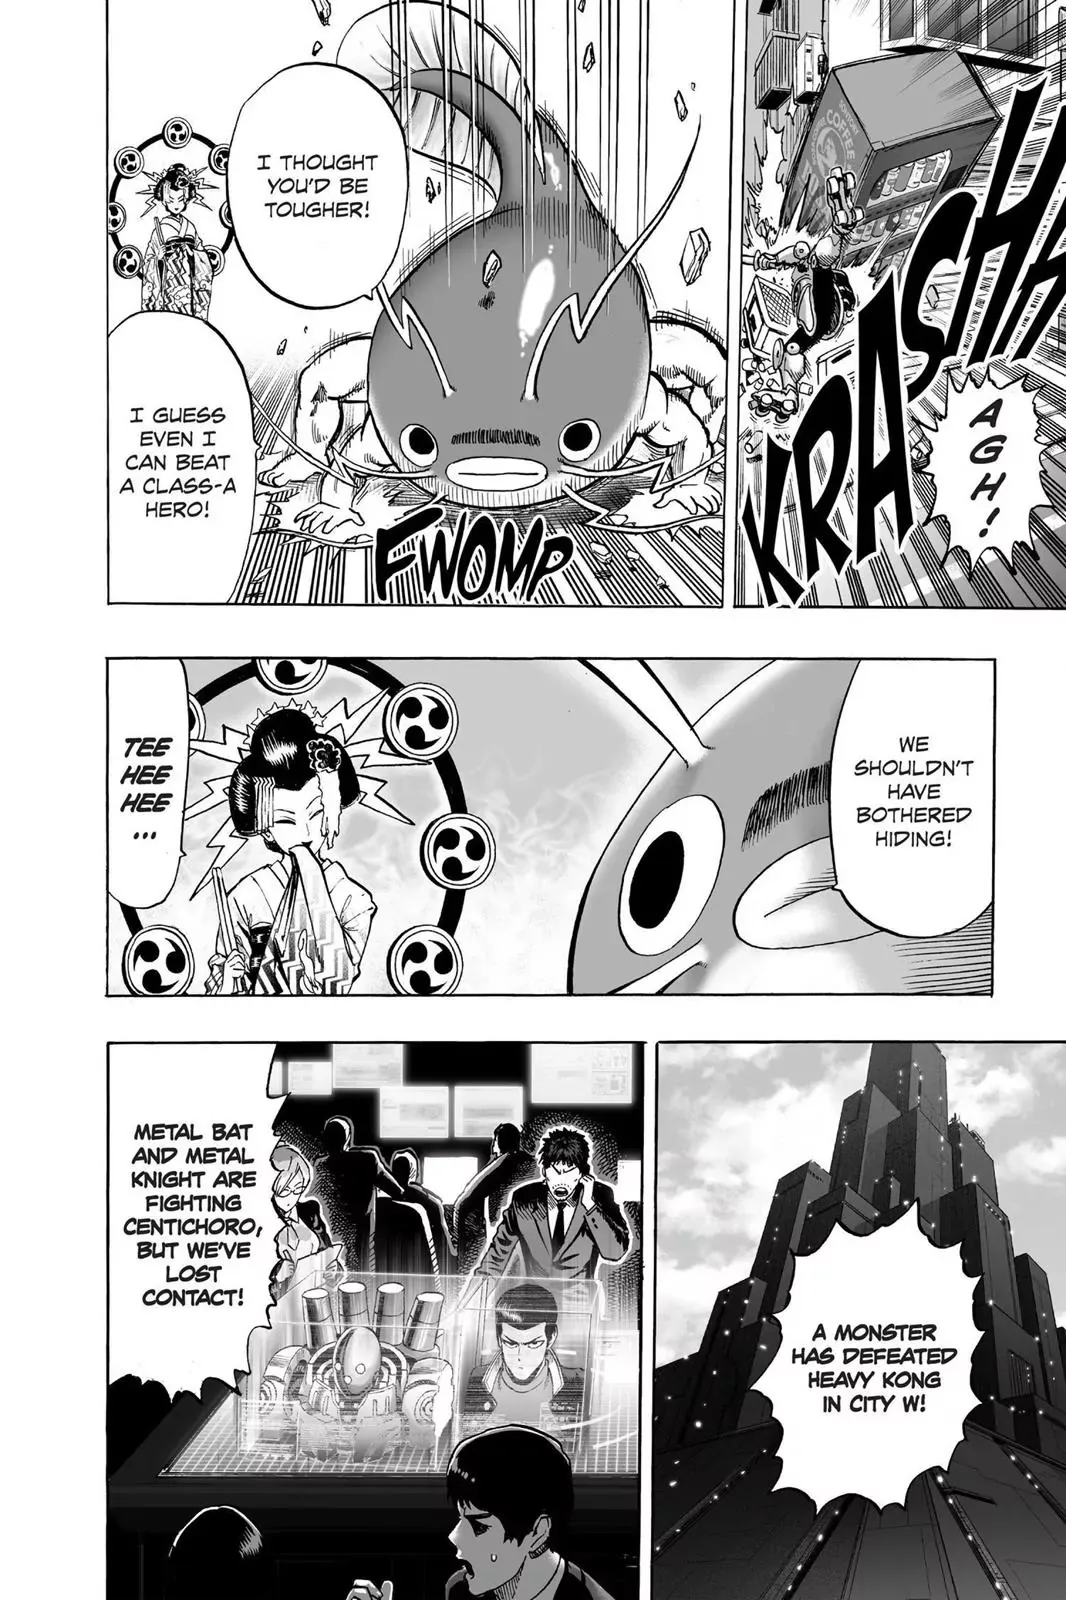 COFFEE
KRASHHH
AGH!
I THOUGHT
YOU'D BE
TOUGHER!
I GUESS
EVEN I
CAN BEAT
A CLASS-A
HERO!
FWOMP
WE
SHOULDN'T
HAVE
BOTHERED
HIDING!
TEE
HEE
HEE
...
A MONSTER
HAS DEFEATED
HEAVY KONG
IN CITY W!
METAL BAT
AND METAL
KNIGHT ARE
FIGHTING
CENTICHORO,
BUT WE'VE
LOST
CONTACT!